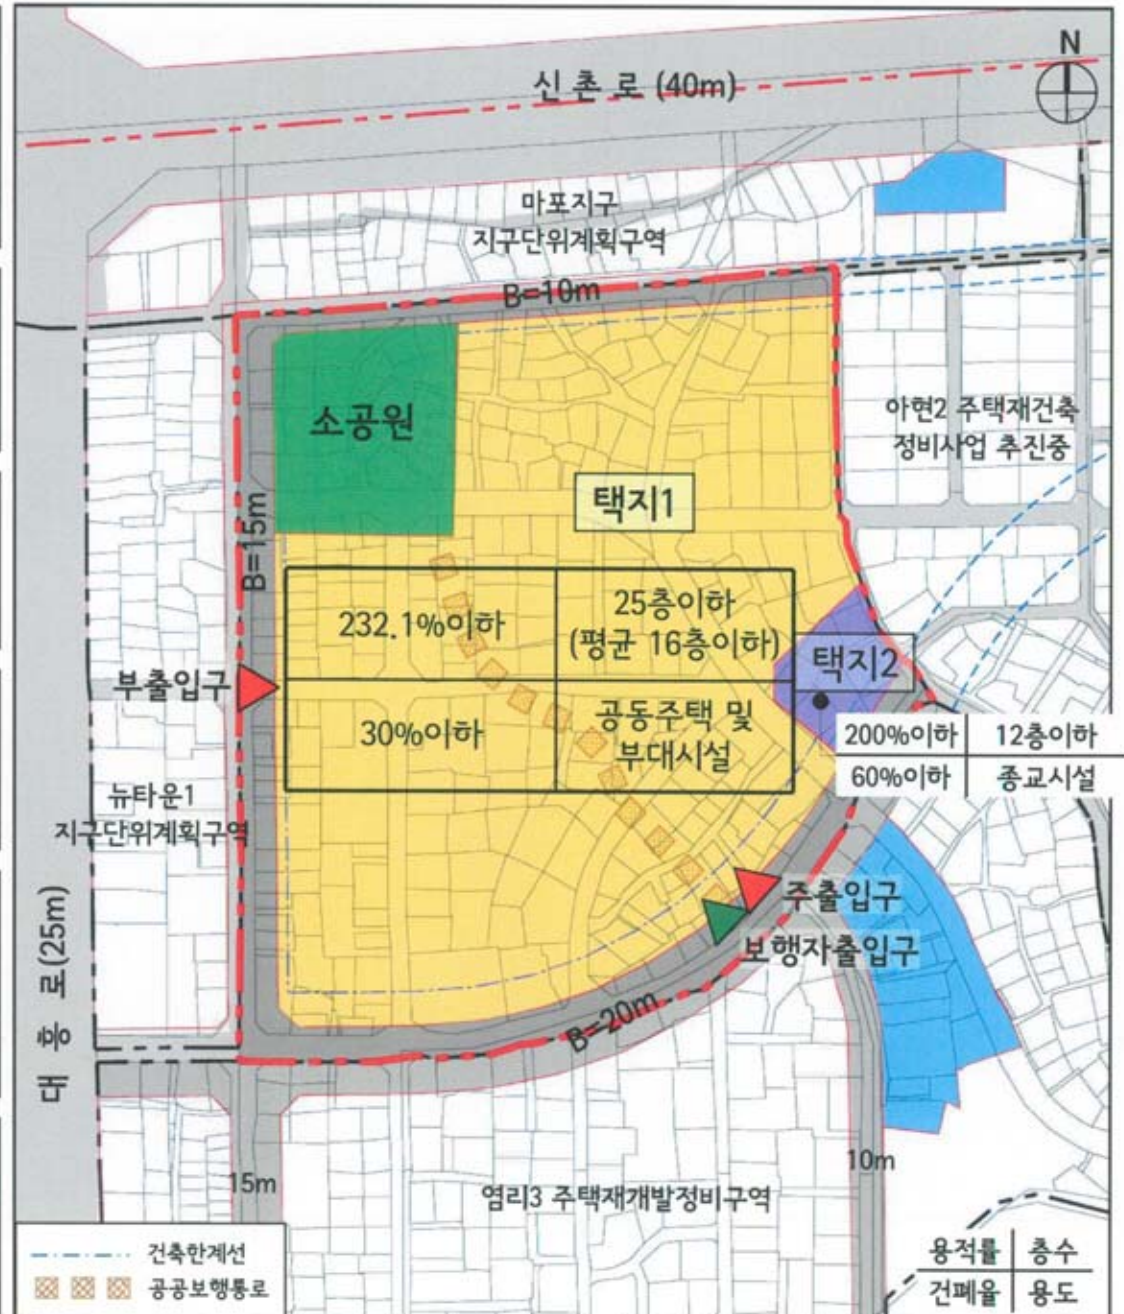 N
신촌로 (40m)
마포지구
지구단위계획구역
B=10m
소공원
아현2 주택재건축
정비사업 추진중
택지1
B=15m
232.1%이하
25층이하
(평균 16층이하)
30%이하
공동주택 및
부대시설
택지2
부출입구
200%이하
12층이하
60%이하
종교시설
뉴타운1
지구단위계획구역
주출입구
보행자출입구
대흥로(25m)
B=20m
15m
10m
염리3 주택재개발정비구역
건축한계선
공공보행통로
용적률
층수
건폐율
용도